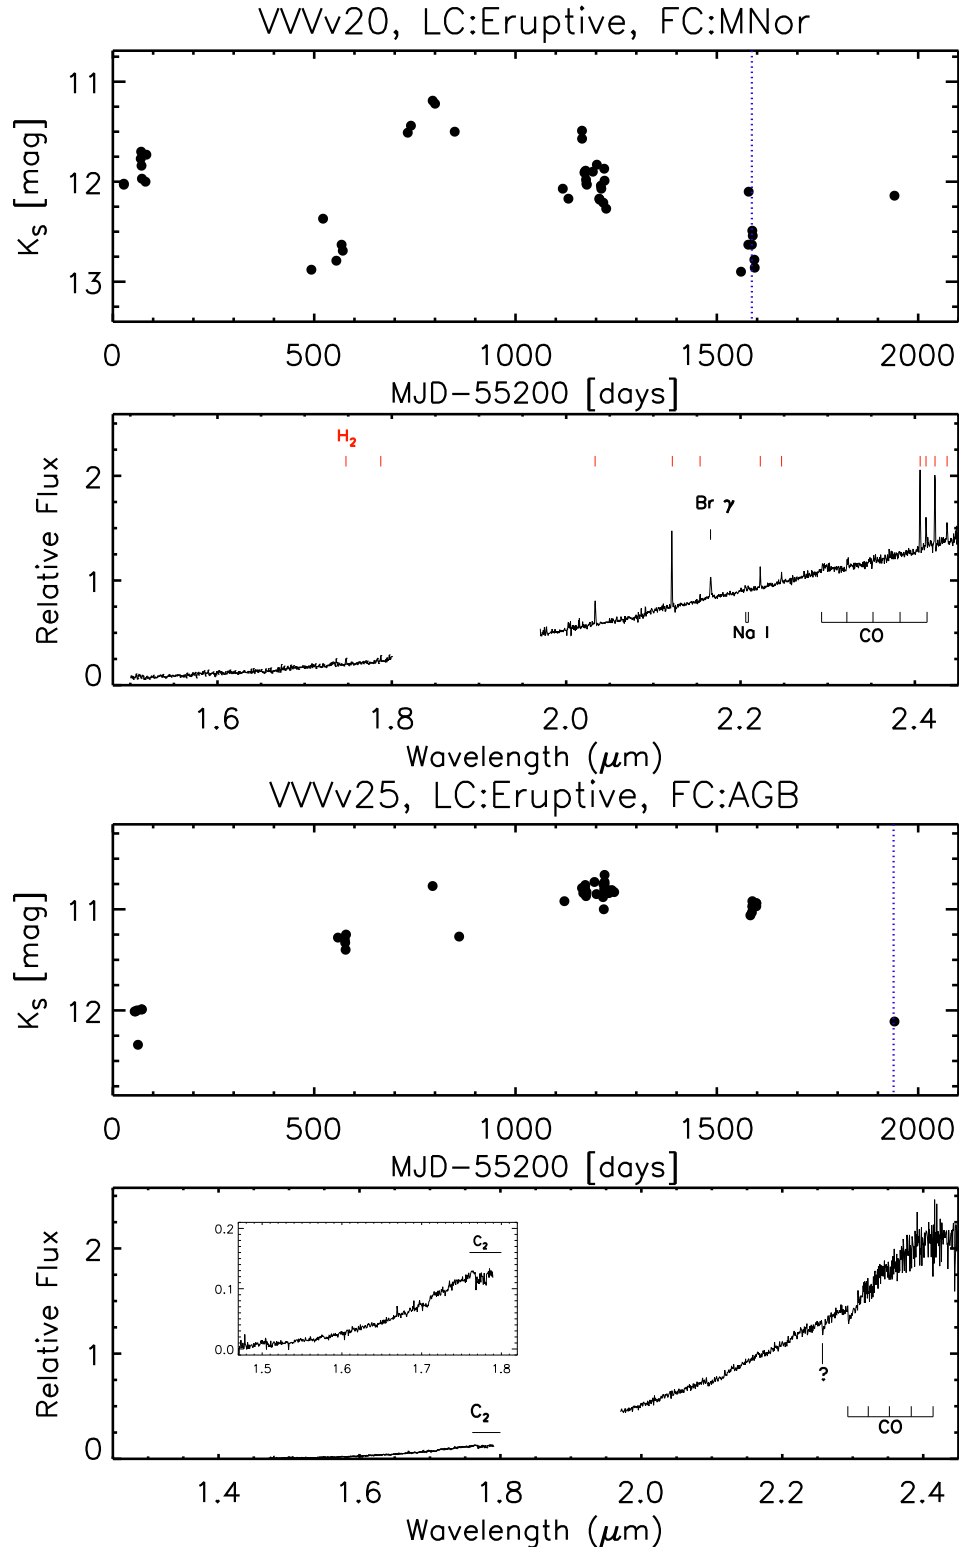 VVVv20, LC:Eruptive, FC:MNor
11
12
13
K_S [mag]
0 500 1000 1500 2000
MJD-55200 [days]
H_2
Br γ
Na I
CO
2
1
0
Relative Flux
1.6 1.8 2.0 2.2 2.4
Wavelength (μm)
VVVv25, LC:Eruptive, FC:AGB
11
12
K_S [mag]
0 500 1000 1500 2000
MJD-55200 [days]
0.2
0.1
0.0
C_2
1.5 1.6 1.7 1.8
C_2
?
CO
2
1
0
Relative Flux
1.4 1.6 1.8 2.0 2.2 2.4
Wavelength (μm)